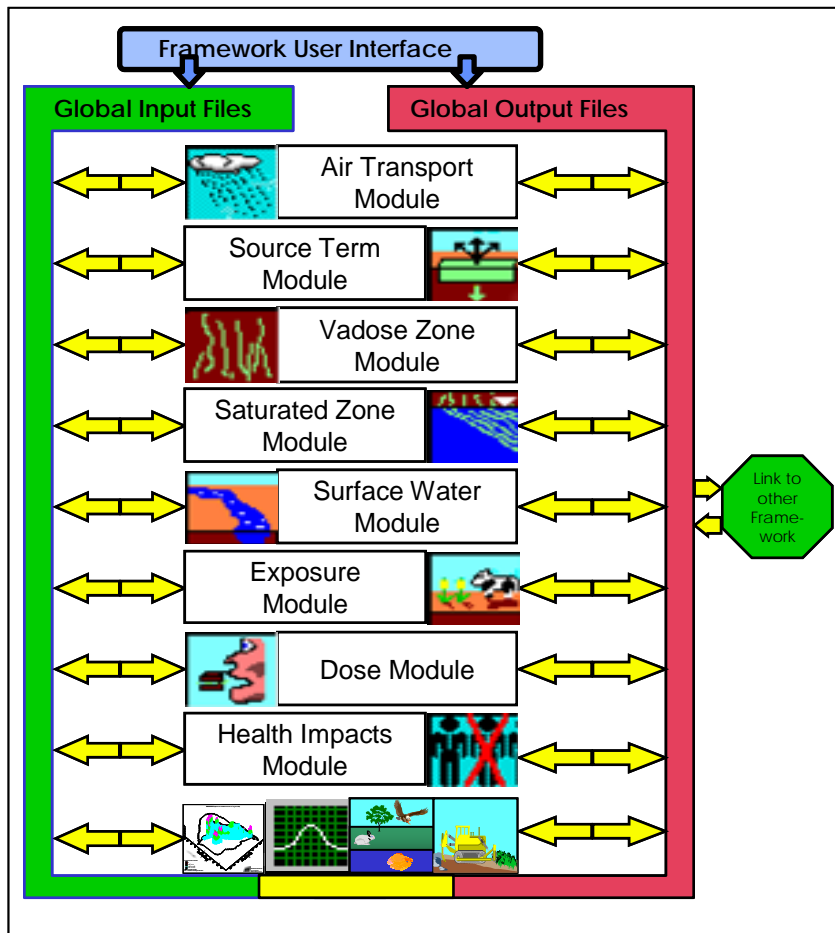 Framework User Interface
Global Input Files
Global Output Files
Air Transport
Module
Source Term
Module
Vadose Zone
Module
Saturated Zone
Module
Surface Water
Module
Link to
other
Frame-
work
Exposure
Module
Dose Module
Health Impacts
Module